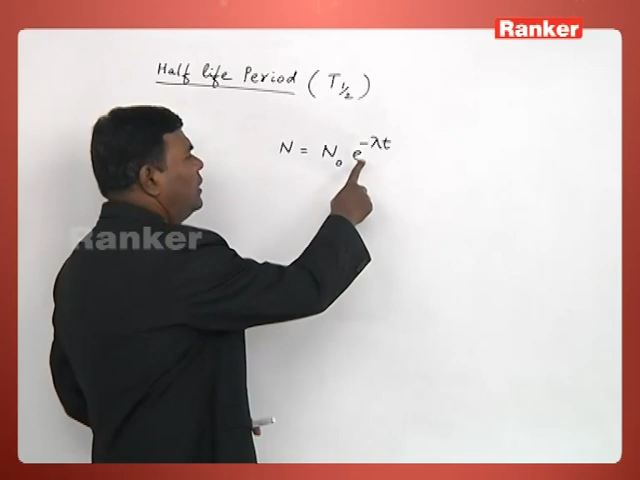 Ranker
Half life Period (T½)
N = N₀ e^{-λt}
Ranker